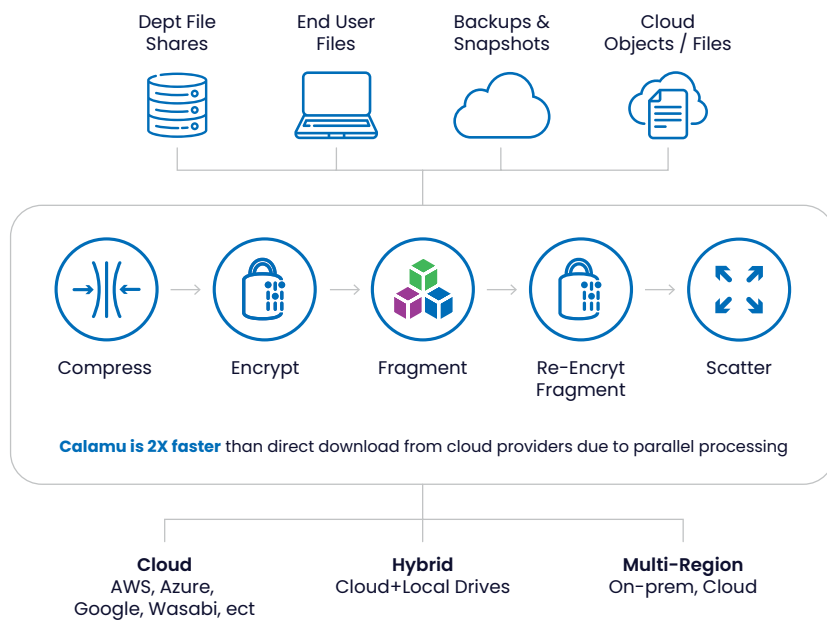 Dept File
Shares
End User
Files
Backups &
Snapshots
Cloud
Objects / Files
Compress
Encrypt
Fragment
Re-Encryt
Fragment
Scatter
Calamu is 2X faster than direct download from cloud providers due to parallel processing
Cloud
AWS, Azure,
Google, Wasabi, ect
Hybrid
Cloud+Local Drives
Multi-Region
On-prem, Cloud